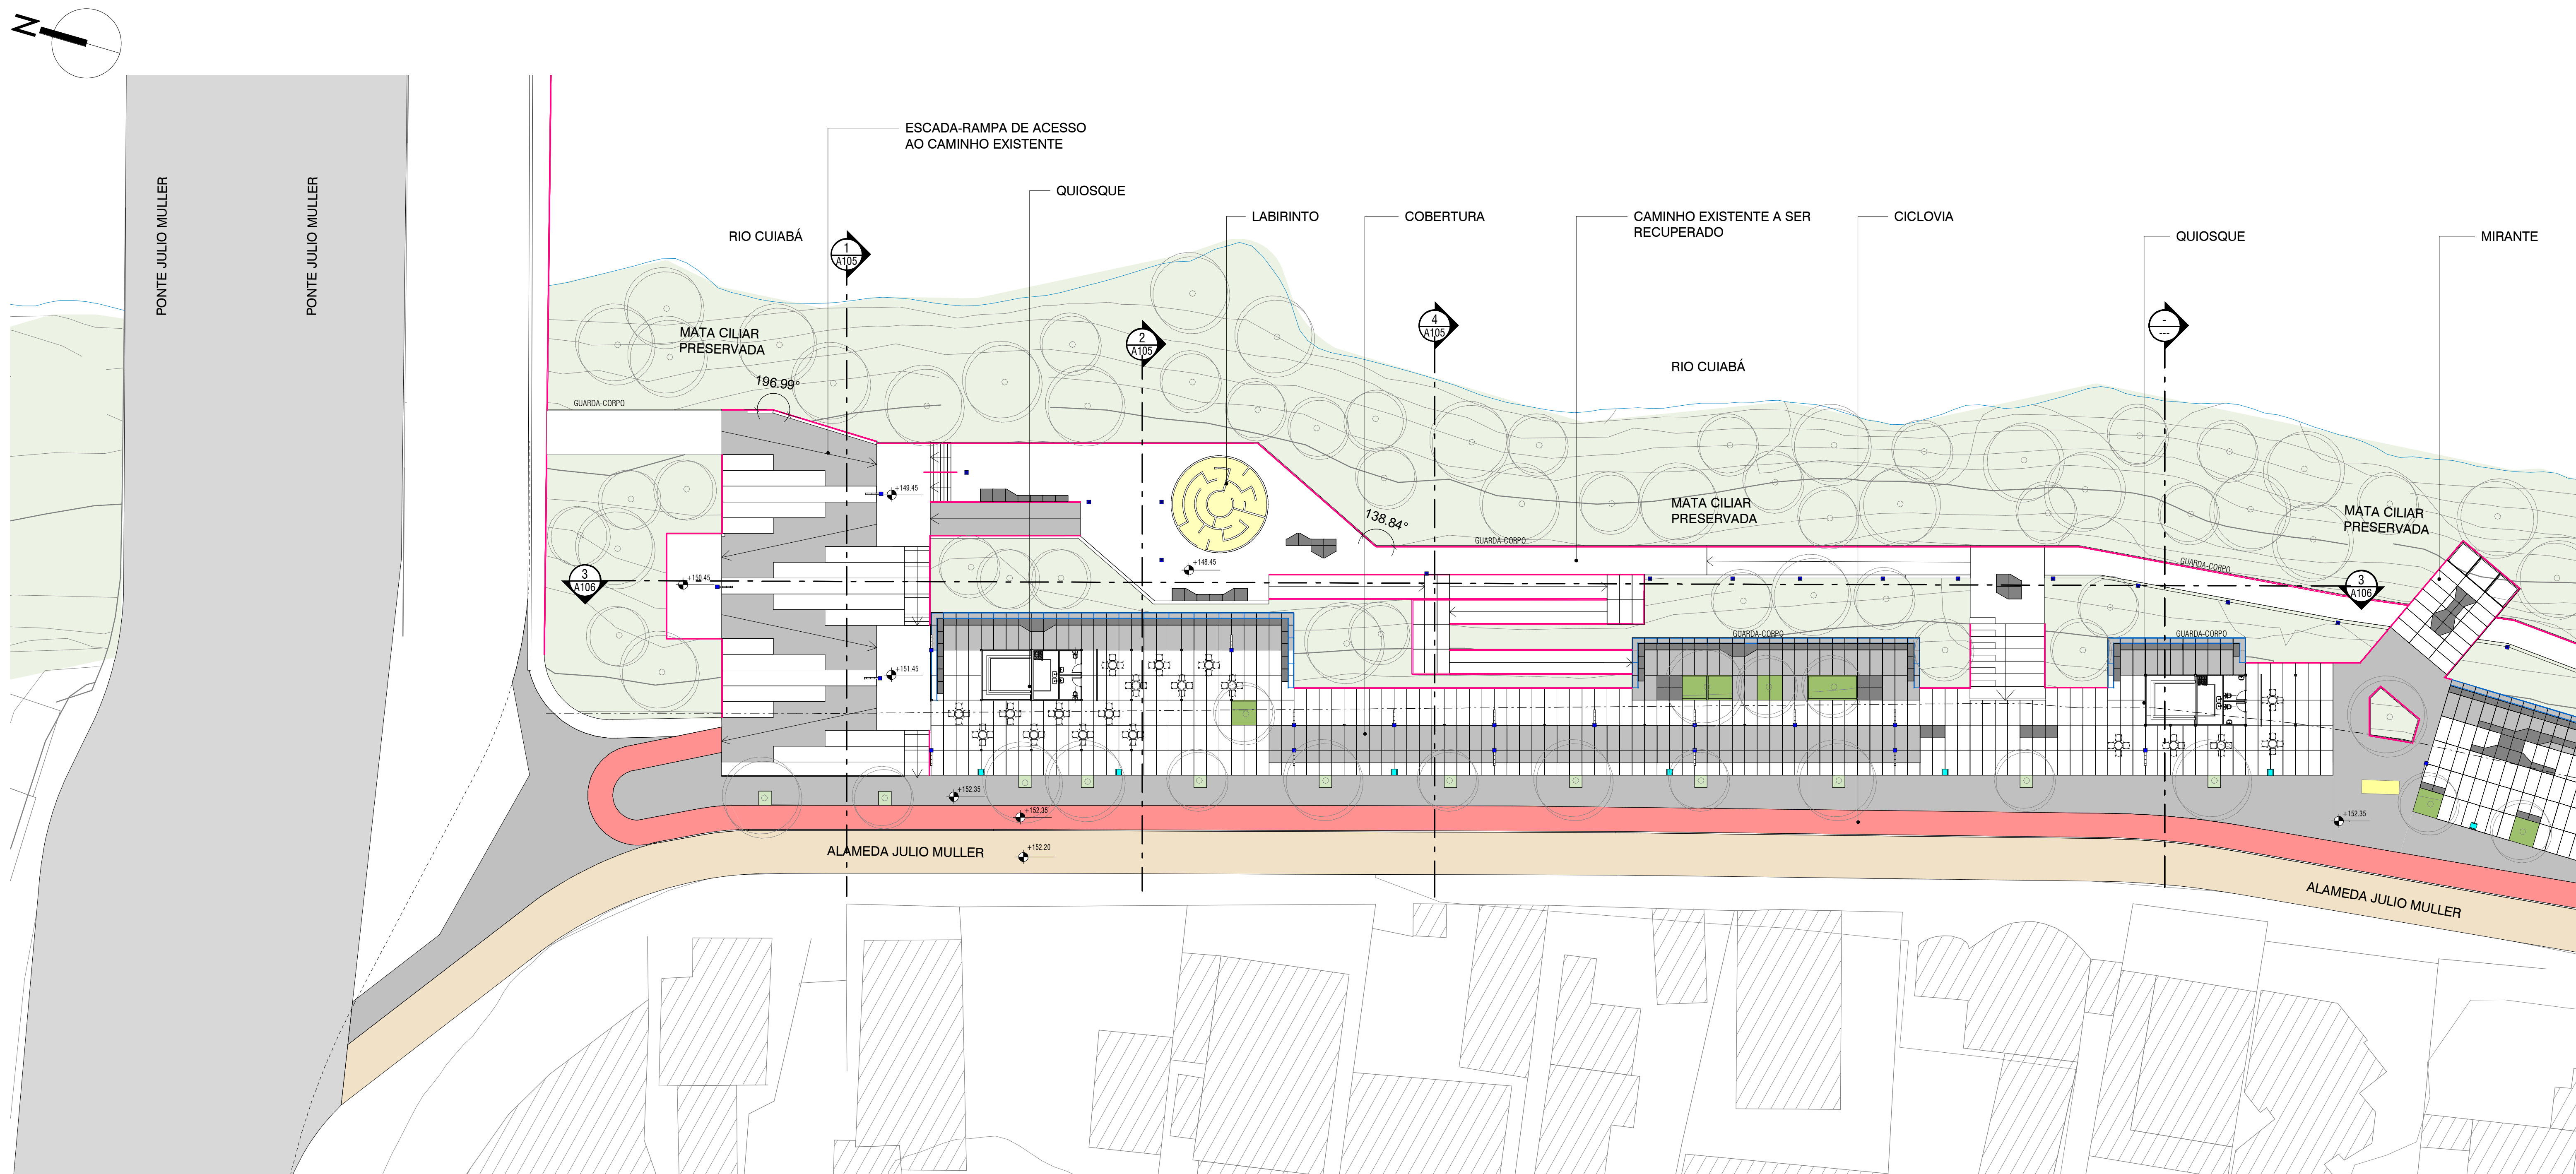 N
PONTE JULIO MULLER
PONTE JULIO MULLER
ESCADA-RAMPA DE ACESSO
AO CAMINHO EXISTENTE
QUIOSQUE
LABIRINTO
COBERTURA
CAMINHO EXISTENTE A SER
RECUPERADO
CICLOVIA
QUIOSQUE
MIRANTE
RIO CUIABÁ
1
A105
2
A105
4
A105
-
---
RIO CUIABÁ
MATA CILIAR
PRESERVADA
196.99°
GUARDA-CORPO
+149.45
138.84°
GUARDA-CORPO
MATA CILIAR
PRESERVADA
MATA CILIAR
PRESERVADA
GUARDA-CORPO
3
A106
+150.45
+148.45
3
A106
GUARDA-CORPO
GUARDA-CORPO
+151.45
+152.35
+152.35
+152.35
ALAMEDA JULIO MULLER
+152.20
ALAMEDA JULIO MULLER